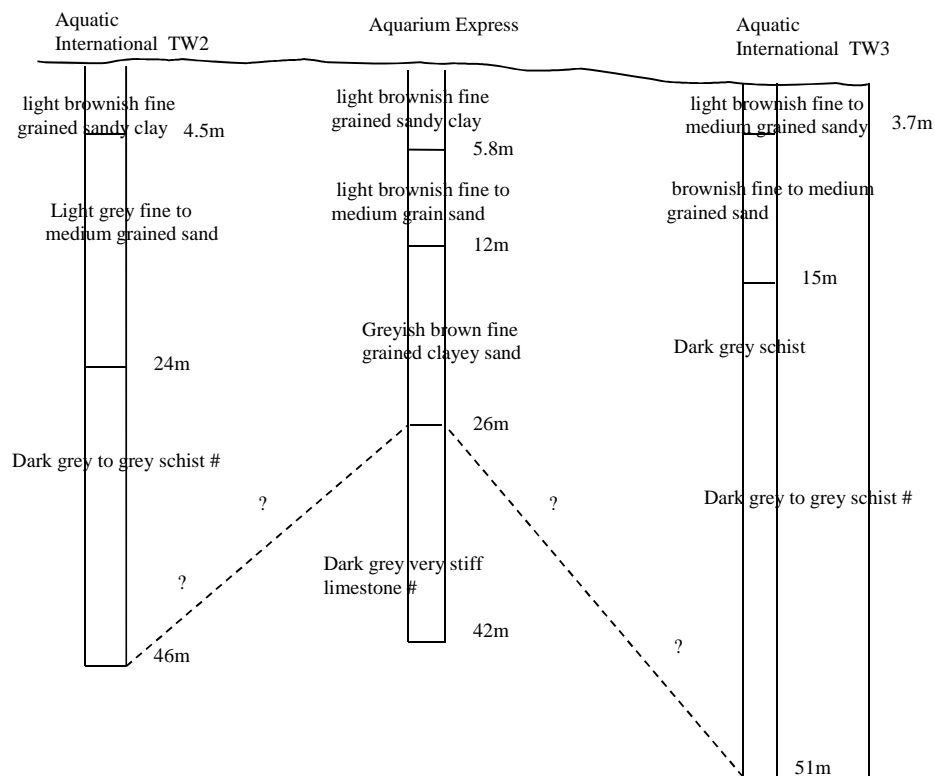 Aquatic
International TW2
Aquarium Express
Aquatic
International TW3
light brownish fine
grained sandy clay
4.5m
Light grey fine to
medium grained sand
24m
Dark grey to grey schist #
46m
light brownish fine
grained sandy clay
5.8m
light brownish fine to
medium grain sand
12m
Greyish brown fine
grained clayey sand
26m
Dark grey very stiff
limestone #
42m
light brownish fine to
medium grained sandy
3.7m
brownish fine to medium
grained sand
15m
Dark grey schist
Dark grey to grey schist #
51m
?
?
?
?